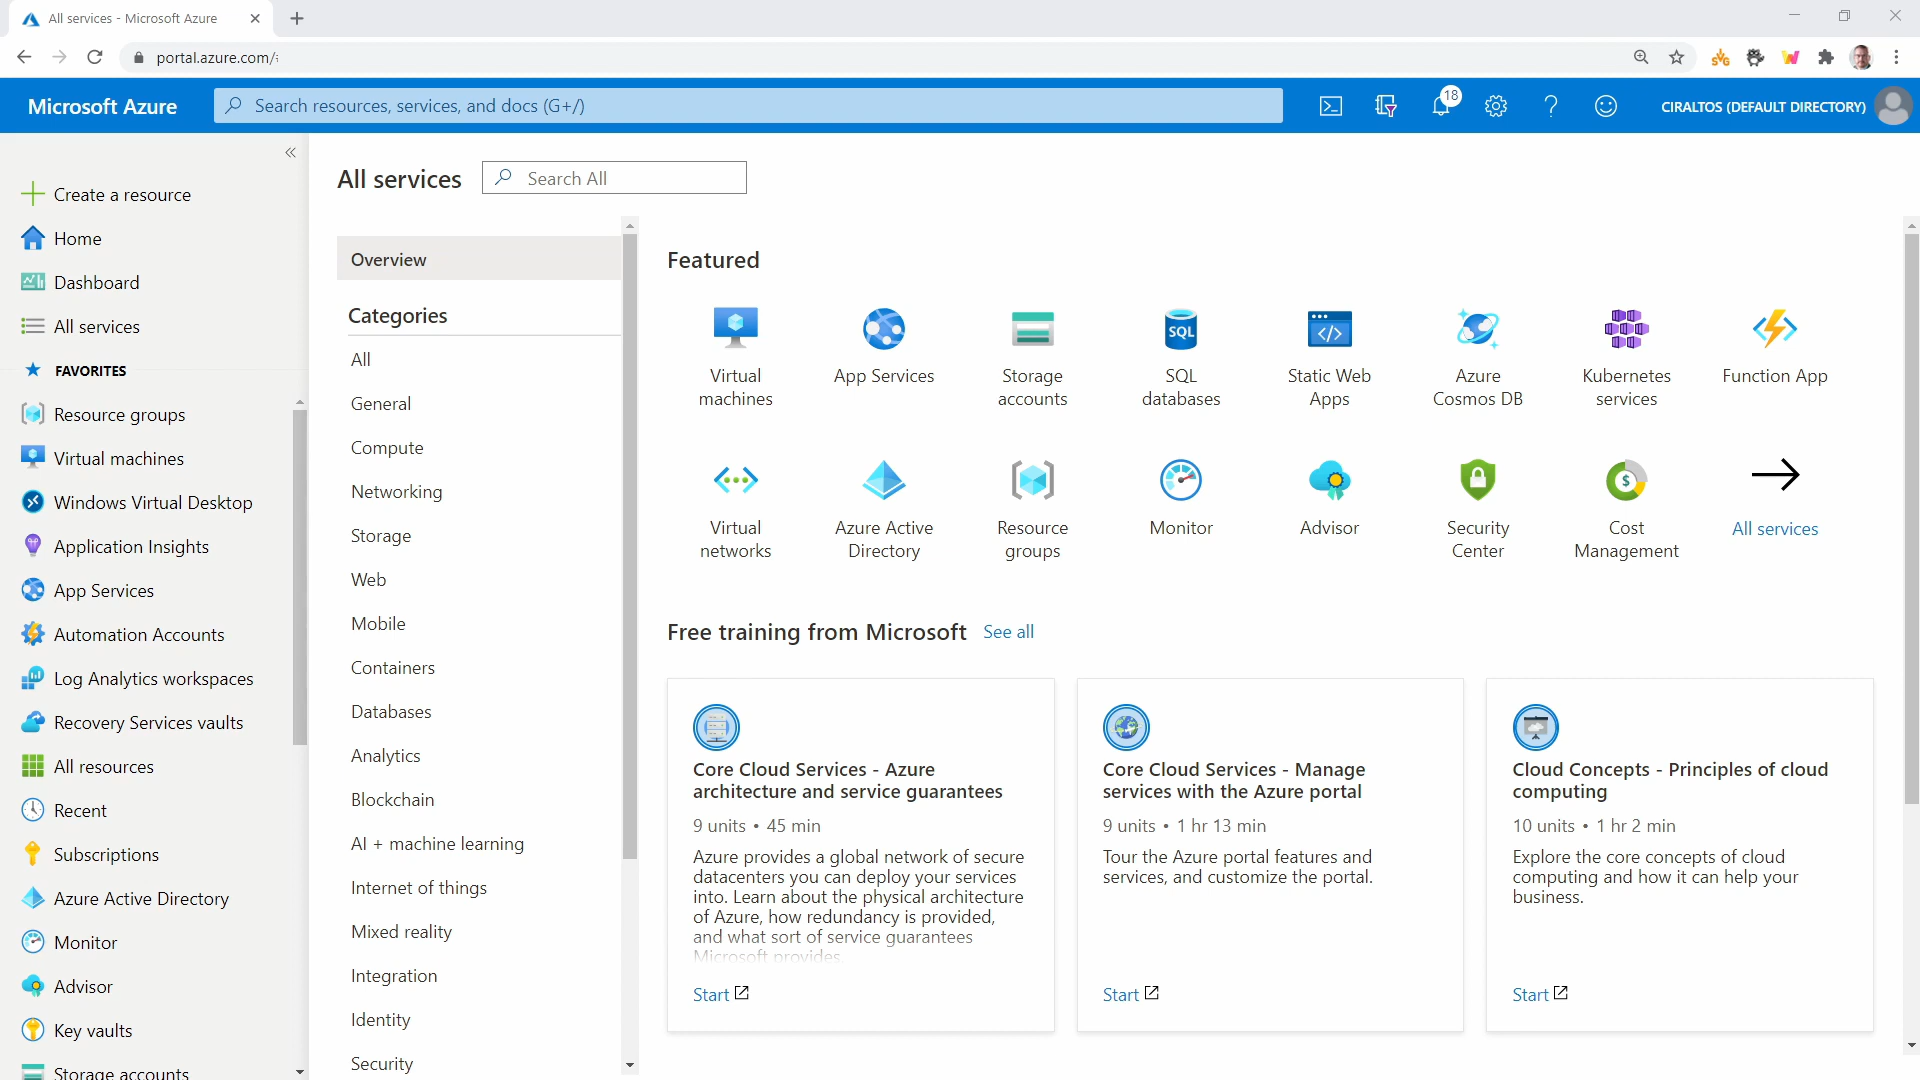 All services - Microsoft Azure
portal.azure.com/
Microsoft Azure
Search resources, services, and docs (G+/)
18
CIRALTOS (DEFAULT DIRECTORY)
Create a resource
Home
Dashboard
All services
FAVORITES
Resource groups
Virtual machines
Windows Virtual Desktop
Application Insights
App Services
Automation Accounts
Log Analytics workspaces
Recovery Services vaults
All resources
Recent
Subscriptions
Azure Active Directory
Monitor
Advisor
Key vaults
Storage accounts
All services
Search All
Overview
Categories
All
General
Compute
Networking
Storage
Web
Mobile
Containers
Databases
Analytics
Blockchain
AI + machine learning
Internet of things
Mixed reality
Integration
Identity
Security
Featured
Virtual
machines
App Services
Storage
accounts
SQL
SQL
databases
Static Web
Apps
Azure
Cosmos DB
Kubernetes
services
Function App
Virtual
networks
Azure Active
Directory
Resource
groups
Monitor
Advisor
Security
Center
$
Cost
Management
All services
Free training from Microsoft See all
Core Cloud Services - Azure
architecture and service guarantees
9 units • 45 min
Azure provides a global network of secure
datacenters you can deploy your services
into. Learn about the physical architecture
of Azure, how redundancy is provided,
and what sort of service guarantees
Microsoft provides.
Start
Core Cloud Services - Manage
services with the Azure portal
9 units • 1 hr 13 min
Tour the Azure portal features and
services, and customize the portal.
Start
Cloud Concepts - Principles of cloud
computing
10 units • 1 hr 2 min
Explore the core concepts of cloud
computing and how it can help your
business.
Start